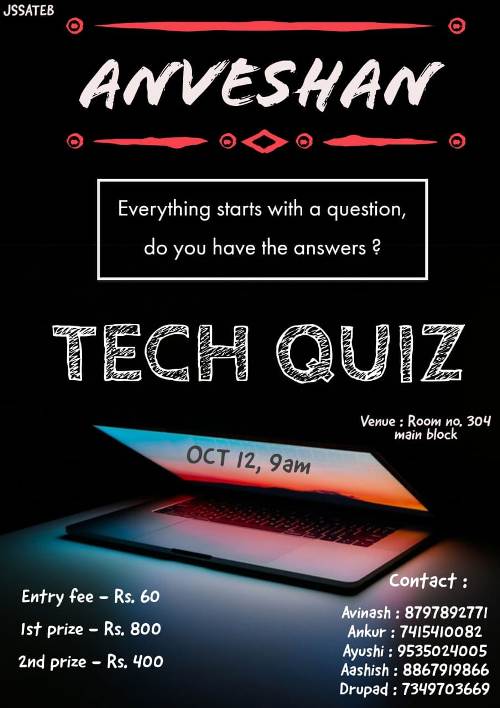 JSSATEB
ANVESHAN
Everything starts with a question,
do you have the answers ?
TECH QUIZ
Venue : Room no. 304
main block
OCT 12, 9am
Entry fee - Rs. 60
1st prize - Rs. 800
2nd prize - Rs. 400
Contact :
Avinash : 8797892771
Ankur : 7415410082
Ayushi : 9535024005
Aashish : 8867919866
Drupad : 7349703669